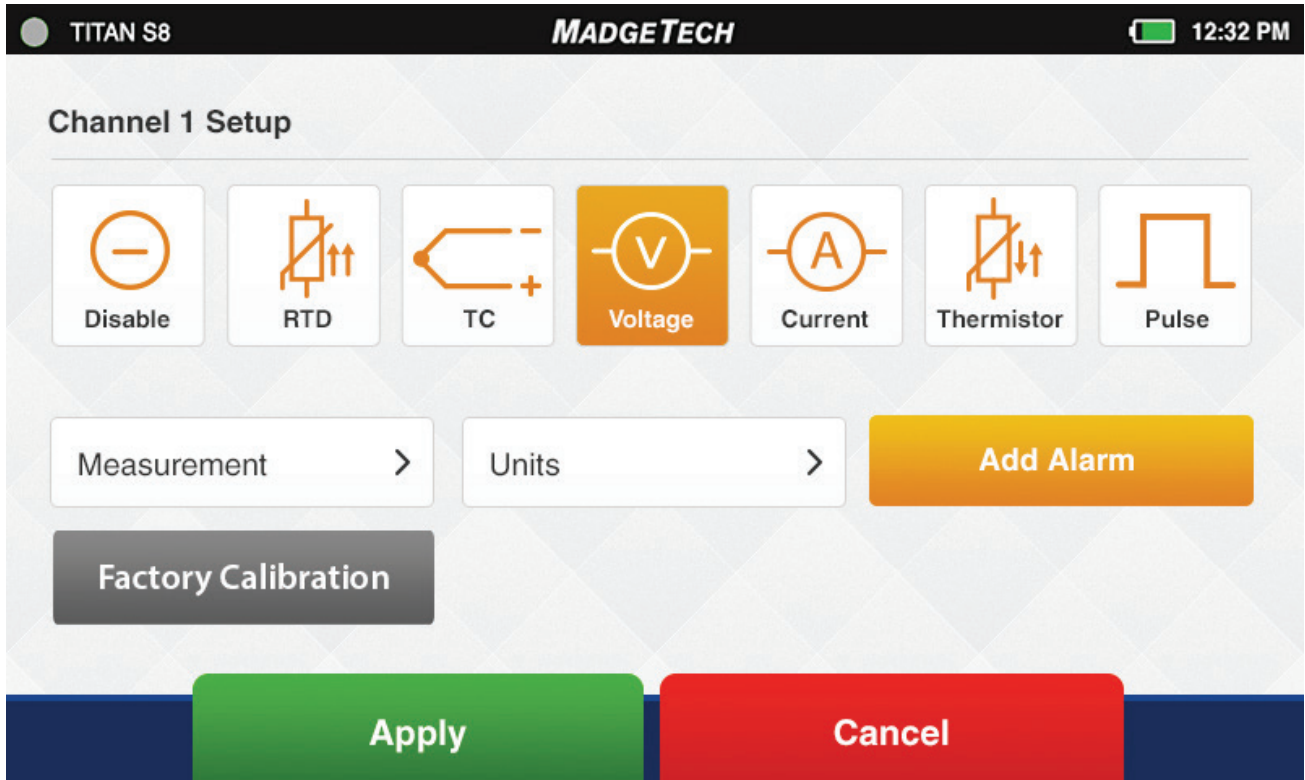 TITAN S8 MADGETECH 12:32 PM
Channel 1 Setup
Disable RTD TC Voltage Current Thermistor Pulse
Measurement Units Add Alarm
Factory Calibration
Apply Cancel